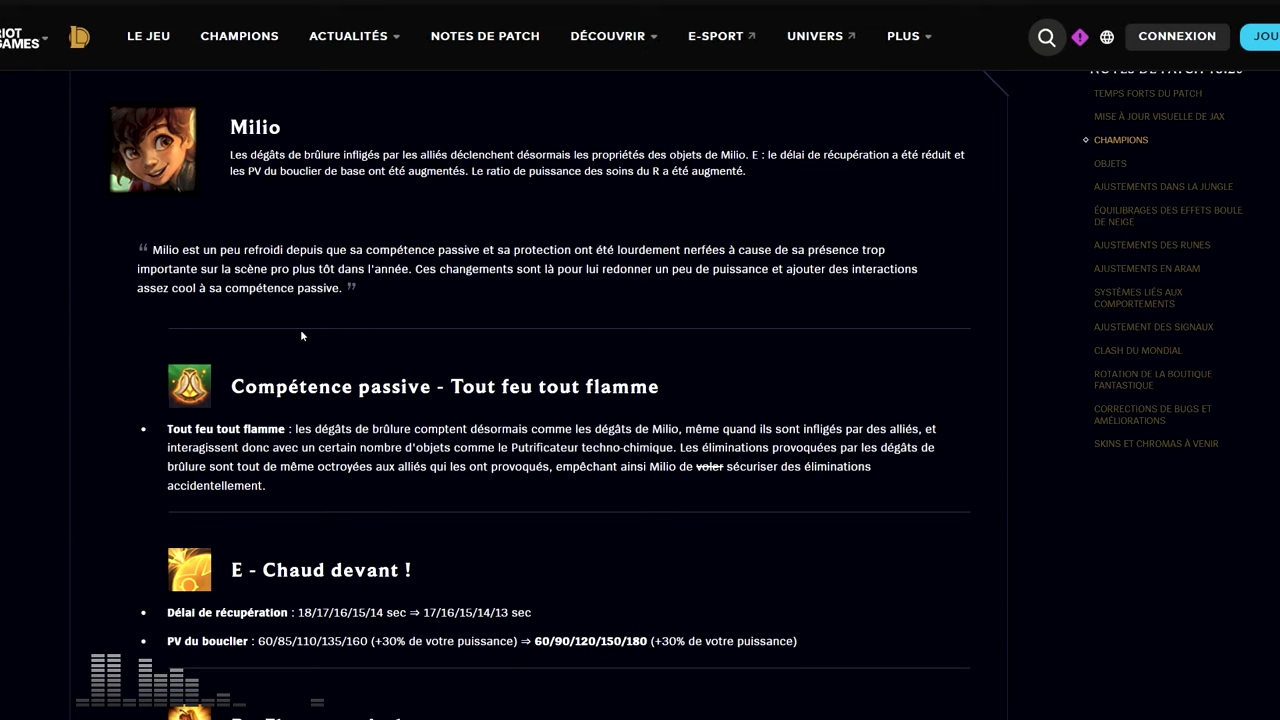 RIOT
GAMES
LE JEU
CHAMPIONS
ACTUALITÉS
NOTES DE PATCH
DÉCOUVRIR
E-SPORT
UNIVERS
PLUS
CONNEXION
JOU
Milio
Les dégâts de brûlure infligés par les alliés déclenchent désormais les propriétés des objets de Milio. E : le délai de récupération a été réduit et
les PV du bouclier de base ont été augmentés. Le ratio de puissance des soins du R a été augmenté.
“ Milio est un peu refroidi depuis que sa compétence passive et sa protection ont été lourdement nerfées à cause de sa présence trop
importante sur la scène pro plus tôt dans l'année. Ces changements sont là pour lui redonner un peu de puissance et ajouter des interactions
assez cool à sa compétence passive. ”
Compétence passive - Tout feu tout flamme
• Tout feu tout flamme : les dégâts de brûlure comptent désormais comme les dégâts de Milio, même quand ils sont infligés par des alliés, et
interagissent donc avec un certain nombre d'objets comme le Putrificateur techno-chimique. Les éliminations provoquées par les dégâts de
brûlure sont tout de même octroyées aux alliés qui les ont provoqués, empêchant ainsi Milio de voler sécuriser des éliminations
accidentellement.
E - Chaud devant !
• Délai de récupération : 18/17/16/15/14 sec ⇒ 17/16/15/14/13 sec
• PV du bouclier : 60/85/110/135/160 (+30% de votre puissance) ⇒ 60/90/120/150/180 (+30% de votre puissance)
NOTES DE PATCH
TEMPS FORTS DU PATCH
MISE À JOUR VISUELLE DE JAX
CHAMPIONS
OBJETS
AJUSTEMENTS DANS LA JUNGLE
ÉQUILIBRAGES DES EFFETS BOULE
DE NEIGE
AJUSTEMENTS DES RUNES
AJUSTEMENTS EN ARAM
SYSTÈMES LIÉS AUX
COMPORTEMENTS
AJUSTEMENT DES SIGNAUX
CLASH DU MONDIAL
ROTATION DE LA BOUTIQUE
FANTASTIQUE
CORRECTIONS DE BUGS ET
AMÉLIORATIONS
SKINS ET CHROMAS À VENIR